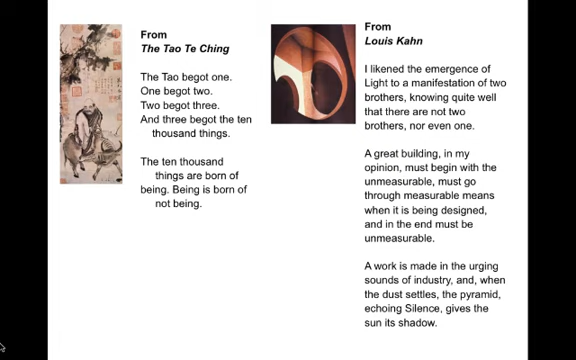 From
The Tao Te Ching
The Tao begot one.
One begot two.
Two begot three.
And three begot the ten
thousand things.
The ten thousand
things are born of
being. Being is born of
not being.
From
Louis Kahn
I likened the emergence of
Light to a manifestation of two
brothers, knowing quite well
that there are not two
brothers, nor even one.
A great building, in my
opinion, must begin with the
unmeasurable, must go
through measurable means
when it is being designed,
and in the end must be
unmeasurable.
A work is made in the urging
sounds of industry, and, when
the dust settles, the pyramid,
echoing Silence, gives the
sun its shadow.